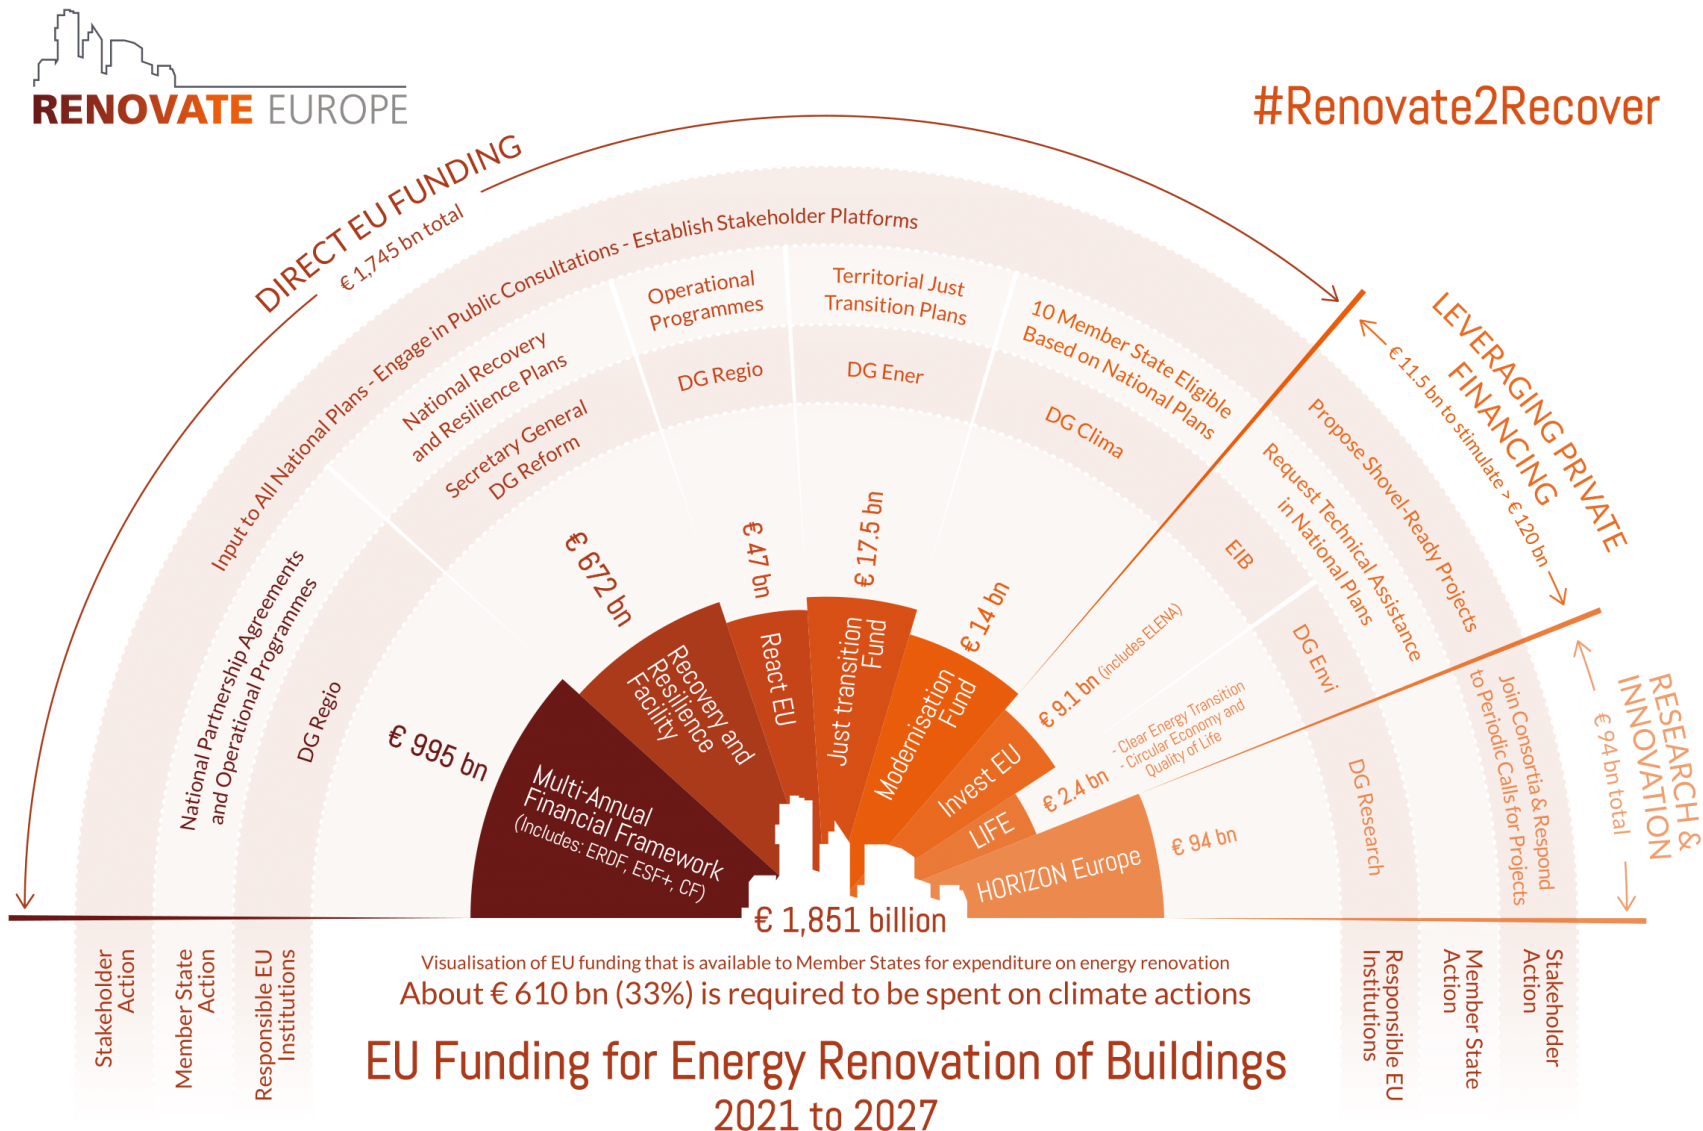 RENOVATE EUROPE
#Renovate2Recover
DIRECT EU FUNDING
€ 1,745 bn total
LEVERAGING PRIVATE
FINANCING
€ 11.5 bn to stimulate > € 120 bn
RESEARCH &
INNOVATION
€ 94 bn total
Input to All National Plans - Engage in Public Consultations - Establish Stakeholder Platforms
Propose Shovel-Ready Projects
Join Consortia & Respond
to Periodic Calls for Projects
National Partnership Agreements
and Operational Programmes
National Recovery
and Resilience Plans
Operational
Programmes
Territorial Just
Transition Plans
10 Member State Eligible
Based on National Plans
Request Technical Assistance
in National Plans
DG Regio
Secretary General
DG Reform
DG Regio
DG Ener
DG Clima
EIB
DG Envi
DG Research
€ 995 bn
€ 672 bn
€ 47 bn
€ 17.5 bn
€ 14 bn
€ 9.1 bn (includes ELENA)
€ 2.4 bn
- Clear Energy Transition
- Circular Economy and
Quality of Life
€ 94 bn
Multi-Annual
Financial Framework
(Includes: ERDF, ESF+, CF)
Recovery and
Resilience
Facility
React EU
Just transition
Fund
Modernisation
Fund
Invest EU
LIFE
HORIZON Europe
€ 1,851 billion
Stakeholder
Action
Member State
Action
Responsible EU
Institutions
Responsible EU
Institutions
Member State
Action
Stakeholder
Action
Visualisation of EU funding that is available to Member States for expenditure on energy renovation
About € 610 bn (33%) is required to be spent on climate actions
EU Funding for Energy Renovation of Buildings
2021 to 2027